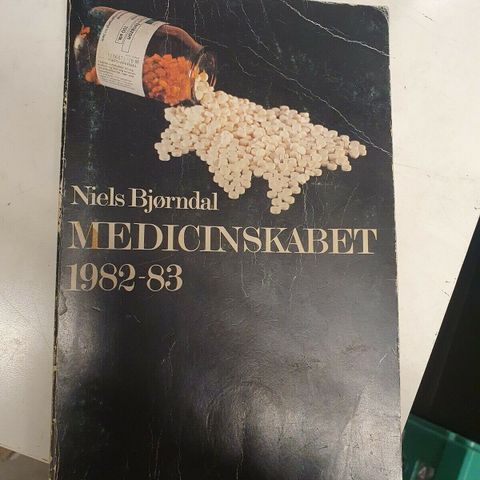 Niels Bjørndal
MEDICINSKABET
1982-83